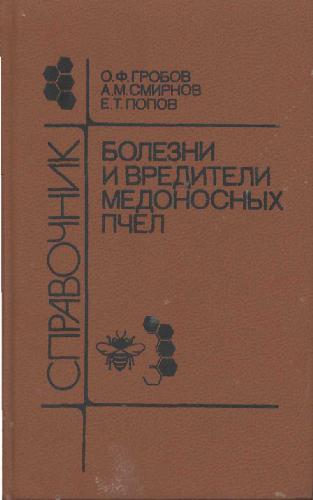 О.Ф.ГРОБОВ
А.М.СМИРНОВ
Е.Т.ПОПОВ
СПРАВОЧНИК
БОЛЕЗНИ
И ВРЕДИТЕЛИ
МЕДОНОСНЫХ
ПЧЕЛ